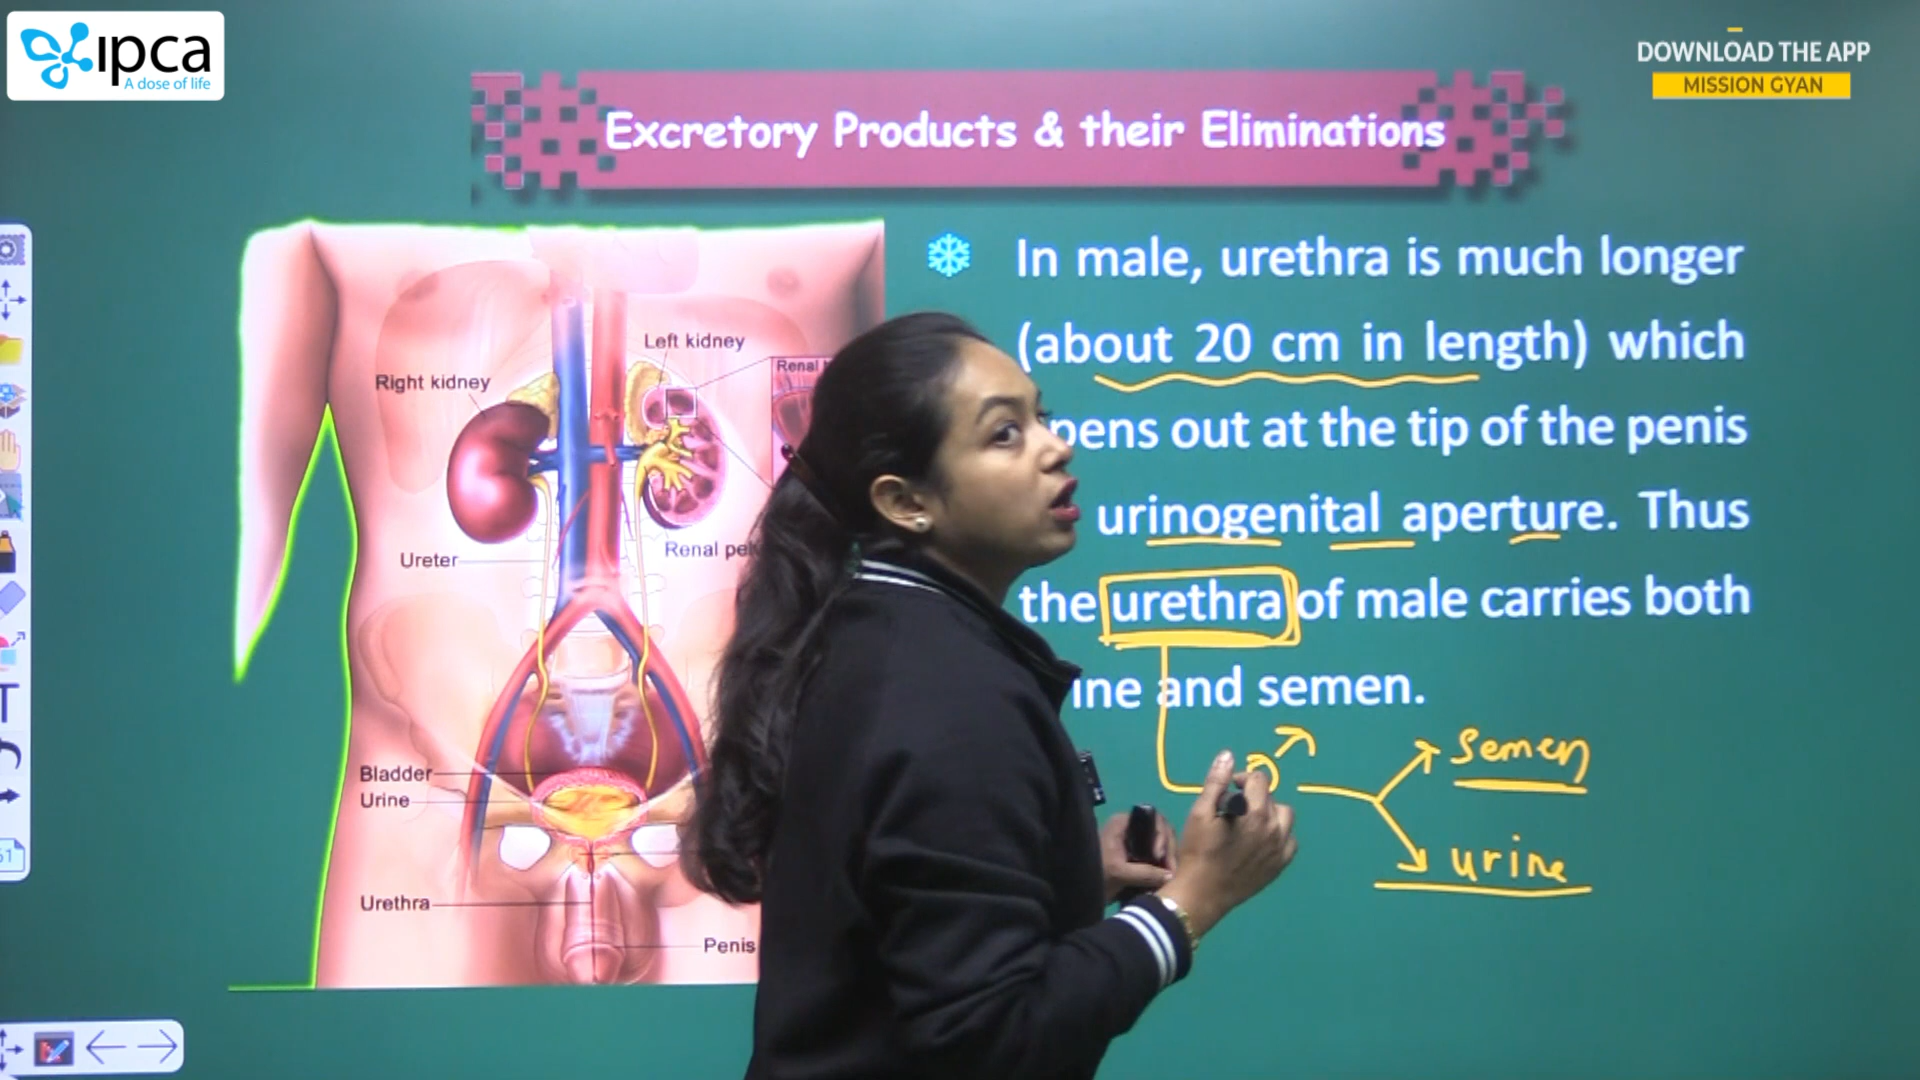 ipca
A dose of life
DOWNLOAD THE APP
MISSION GYAN
Excretory Products & their Eliminations
In male, urethra is much longer
(about 20 cm in length) which
pens out at the tip of the penis
urinogenital aperture. Thus
the urethra of male carries both
ine and semen.
semen
urine
Left kidney
Right kidney
Renal
Ureter
Renal pel
Bladder
Urine
Urethra
Penis
51